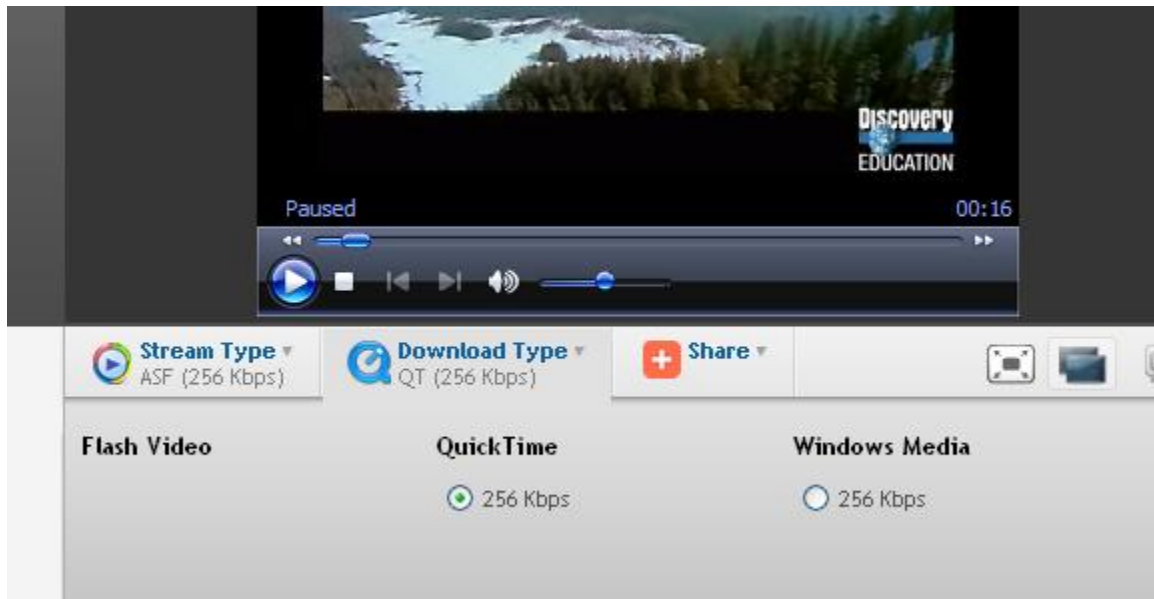 Discovery
EDUCATION
Paused 00:16
Stream Type
ASF (256 Kbps)
Download Type
QT (256 Kbps)
Share
Flash Video
QuickTime
Windows Media
256 Kbps
256 Kbps